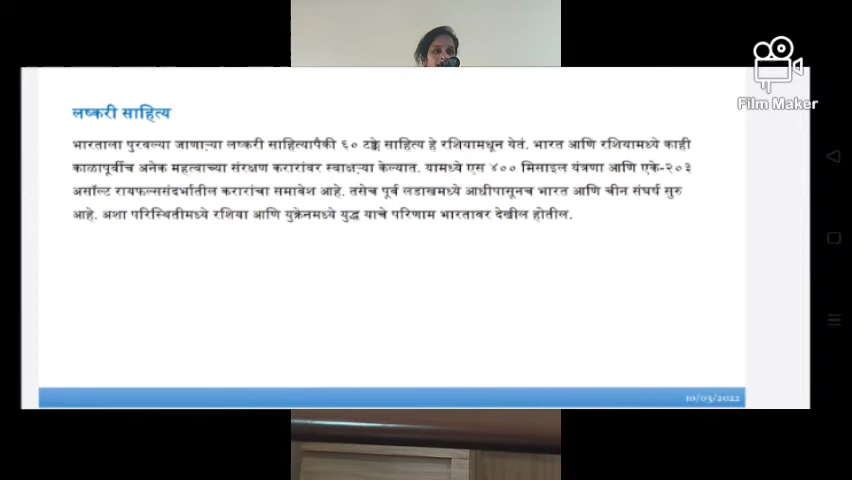 Film Maker
लष्करी साहित्य
भारताला पुरवल्या जाणाऱ्या लष्करी साहित्यापैकी ६० टक्के साहित्य हे रशियामधून येतं. भारत आणि रशियामध्ये काही
काळापूर्वीच अनेक महत्वाच्या संरक्षण करारांवर स्वाक्षऱ्या केल्यात. यामध्ये एस ४०० मिसाइल यंत्रणा आणि एके-२०३
असॉल्ट रायफल्ससंदर्भातील करारांचा समावेश आहे. तसेच पूर्व लडाखमध्ये आधीपासूनच भारत आणि चीन संघर्ष सुरु
आहे. अशा परिस्थितीमध्ये रशिया आणि युक्रेनमध्ये युद्ध याचे परिणाम भारतावर देखील होतील.
10/03/2022